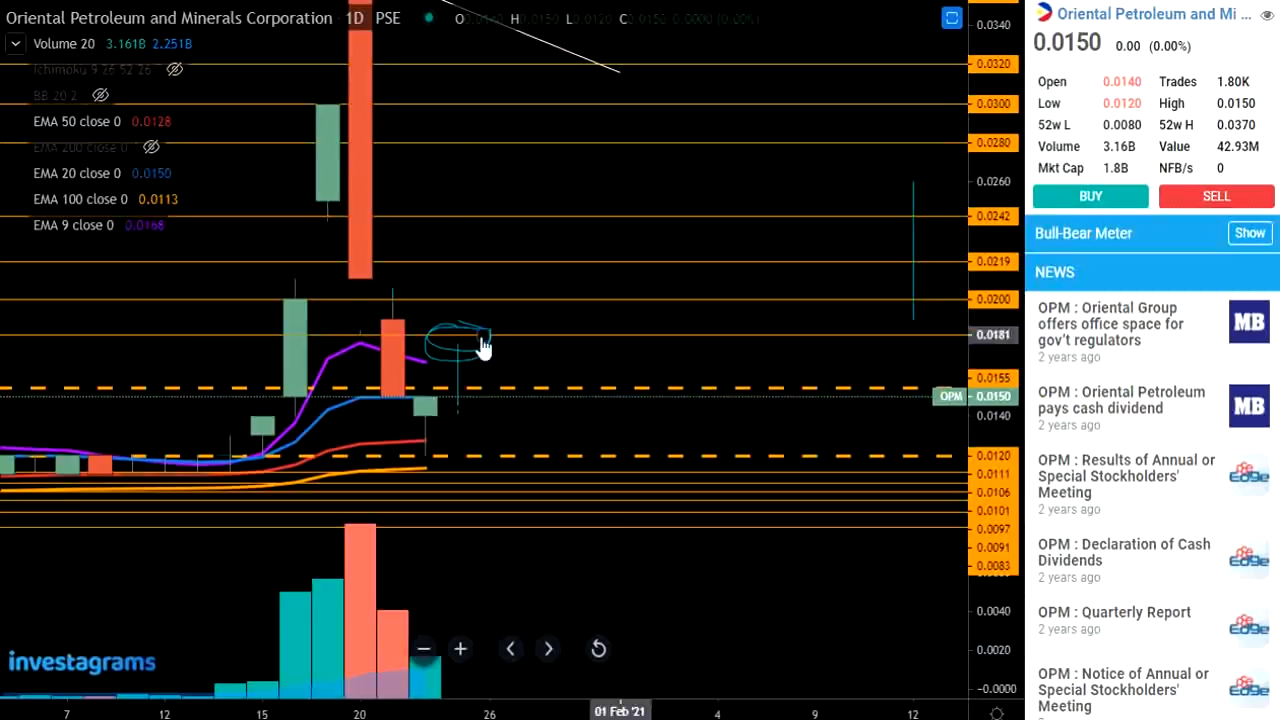 Oriental Petroleum and Minerals Corporation 1D PSE O0.0140 H0.0150 L0.0120 C0.0150 0.0000 (0.00%)
Volume 20 3.161B 2.251B
Ichimoku 9 26 52 26
BB 20 2
EMA 50 close 0 0.0128
EMA 200 close 0
EMA 20 close 0 0.0150
EMA 100 close 0 0.0113
EMA 9 close 0 0.0168
0.0340
0.0320
0.0300
0.0280
0.0260
0.0242
0.0219
0.0200
0.0181
0.0155
OPM 0.0150
0.0140
0.0120
0.0111
0.0106
0.0101
0.0097
0.0091
0.0083
0.0040
0.0020
-0.0000
investagrams
7 12 15 20 26 01 Feb '21 4 9 12
Oriental Petroleum and Mi ...
0.0150 0.00 (0.00%)
Open 0.0140 Trades 1.80K
Low 0.0120 High 0.0150
52w L 0.0080 52w H 0.0370
Volume 3.16B Value 42.93M
Mkt Cap 1.8B NFB/s 0
BUY SELL
Bull-Bear Meter Show
NEWS
OPM : Oriental Group
offers office space for
gov't regulators
2 years ago
MB
OPM : Oriental Petroleum
pays cash dividend
2 years ago
MB
OPM : Results of Annual or
Special Stockholders'
Meeting
2 years ago
EDGE
OPM : Declaration of Cash
Dividends
2 years ago
EDGE
OPM : Quarterly Report
2 years ago
EDGE
OPM : Notice of Annual or
Special Stockholders'
Meeting
EDGE